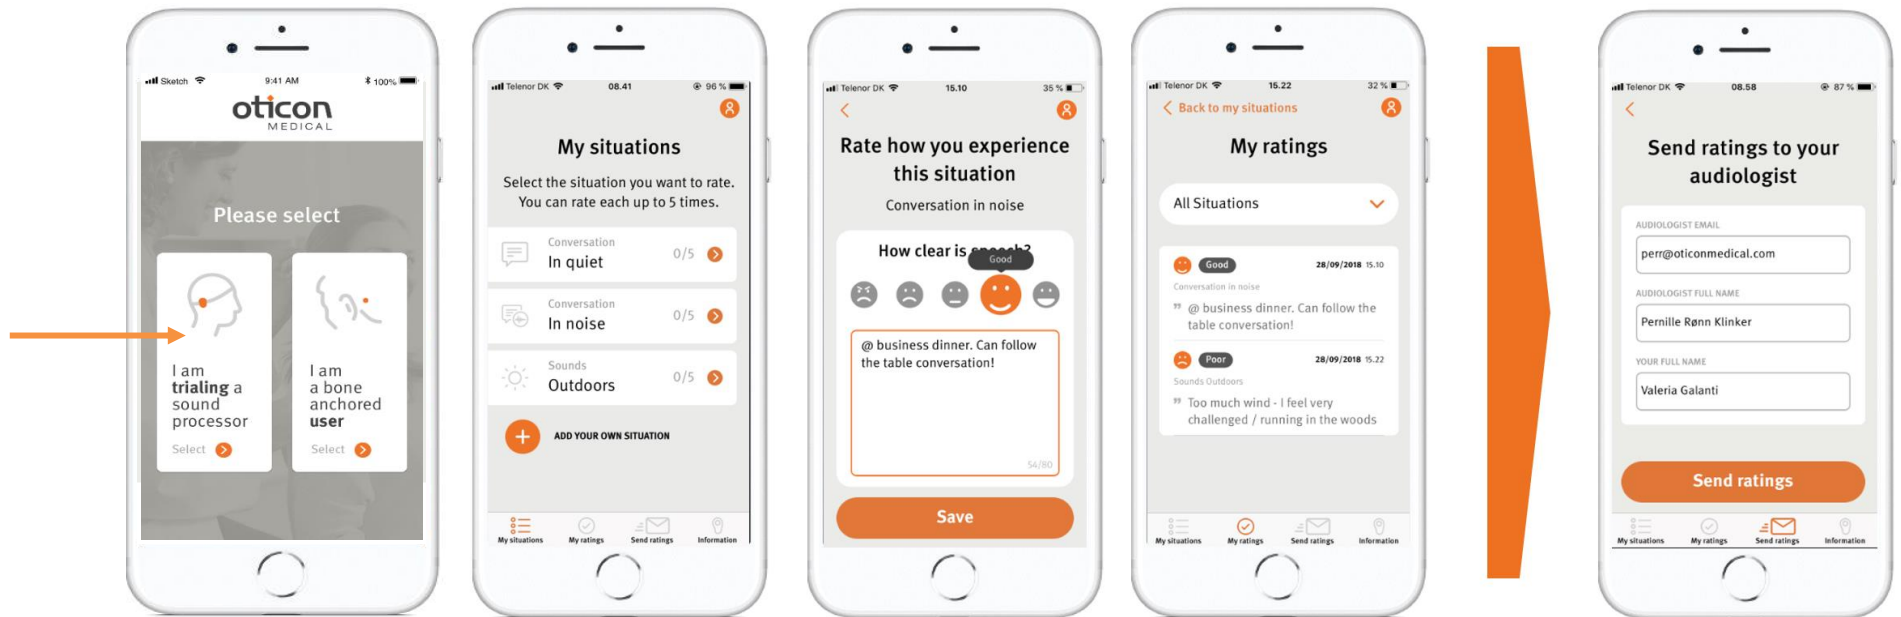 Sketch 9:41 AM 100%
oticon
MEDICAL
Please select
I am
trialing a
sound
processor
Select
I am
a bone
anchored
user
Select
Telenor DK 08.41 96 %
My situations
Select the situation you want to rate.
You can rate each up to 5 times.
Conversation
In quiet
0/5
Conversation
In noise
0/5
Sounds
Outdoors
0/5
ADD YOUR OWN SITUATION
My situations My ratings Send ratings Information
Telenor DK 15.10 35 %
Rate how you experience
this situation
Conversation in noise
How clear is speech?
Good
@ business dinner. Can follow
the table conversation!
54/80
Save
Telenor DK 15.22 32 %
Back to my situations
My ratings
All Situations
Good 28/09/2018 15.10
Conversation in noise
" @ business dinner. Can follow the
table conversation!
Poor 28/09/2018 15.22
Sounds Outdoors
" Too much wind - I feel very
challenged / running in the woods
My situations My ratings Send ratings Information
Telenor DK 08.58 87 %
Send ratings to your
audiologist
AUDIOLOGIST EMAIL
perr@oticonmedical.com
AUDIOLOGIST FULL NAME
Pernille Rønn Klinker
YOUR FULL NAME
Valeria Galanti
Send ratings
My situations My ratings Send ratings Information